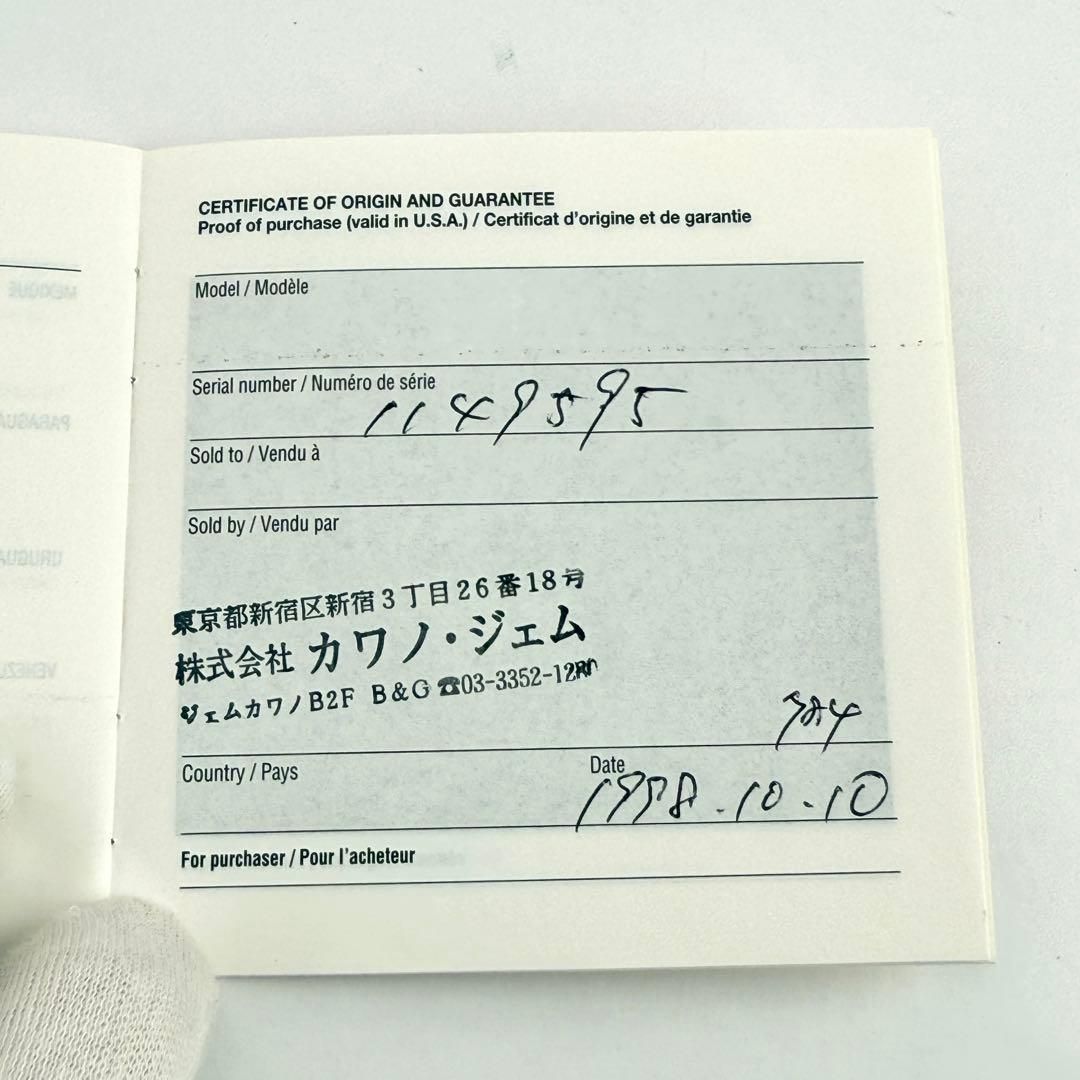 CERTIFICATE OF ORIGIN AND GUARANTEE
Proof of purchase (valid in U.S.A.) / Certificat d'origine et de garantie
Model / Modèle
Serial number / Numéro de série
1149595
Sold to / Vendu à
Sold by / Vendu par
東京都新宿区新宿3丁目26番18号
株式会社 カワノ・ジェム
ジェムカワノB2F B&G ☎03-3352-12
Country / Pays
Date
1998.10.10
For purchaser / Pour l'acheteur